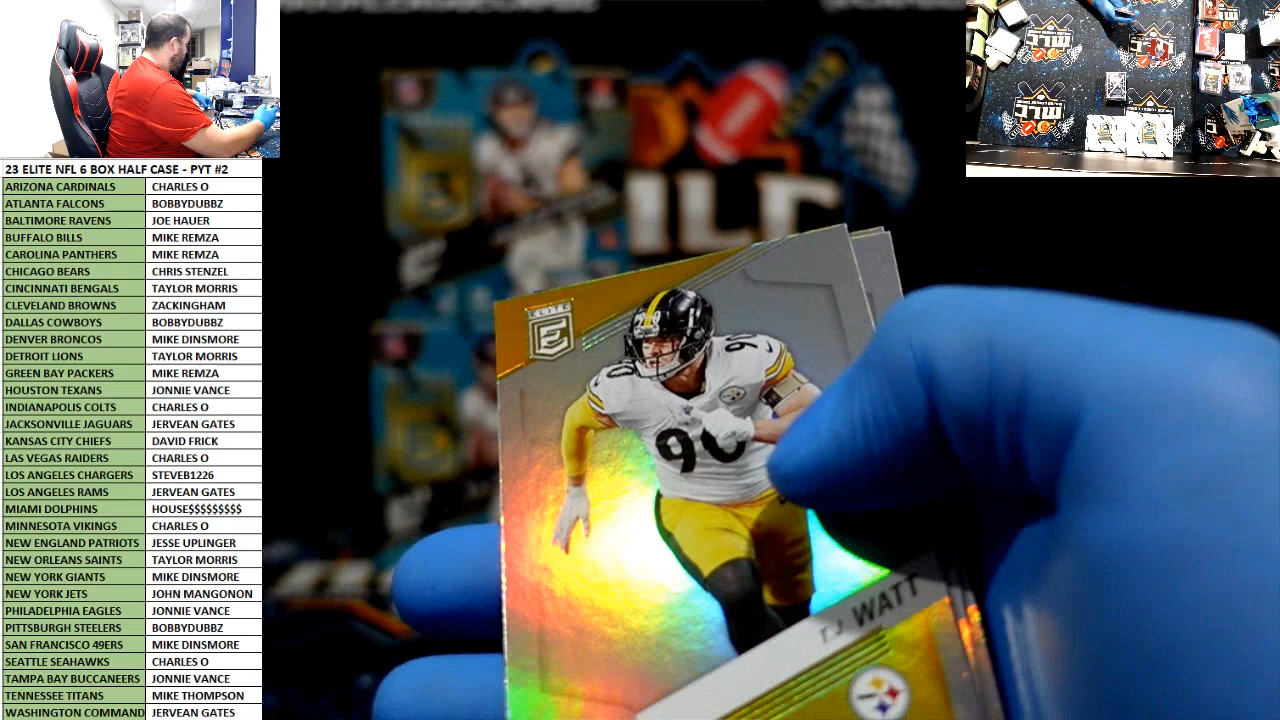 23 ELITE NFL 6 BOX HALF CASE - PYT #2
ARIZONA CARDINALS CHARLES O
ATLANTA FALCONS BOBBYDUBBZ
BALTIMORE RAVENS JOE HAUER
BUFFALO BILLS MIKE REMZA
CAROLINA PANTHERS MIKE REMZA
CHICAGO BEARS CHRIS STENZEL
CINCINNATI BENGALS TAYLOR MORRIS
CLEVELAND BROWNS ZACKINGHAM
DALLAS COWBOYS BOBBYDUBBZ
DENVER BRONCOS MIKE DINSMORE
DETROIT LIONS TAYLOR MORRIS
GREEN BAY PACKERS MIKE REMZA
HOUSTON TEXANS JONNIE VANCE
INDIANAPOLIS COLTS CHARLES O
JACKSONVILLE JAGUARS JERVEAN GATES
KANSAS CITY CHIEFS DAVID FRICK
LAS VEGAS RAIDERS CHARLES O
LOS ANGELES CHARGERS STEVEB1226
LOS ANGELES RAMS JERVEAN GATES
MIAMI DOLPHINS HOUSE$$$$$$$$$
MINNESOTA VIKINGS CHARLES O
NEW ENGLAND PATRIOTS JESSE UPLINGER
NEW ORLEANS SAINTS TAYLOR MORRIS
NEW YORK GIANTS MIKE DINSMORE
NEW YORK JETS JOHN MANGONON
PHILADELPHIA EAGLES JONNIE VANCE
PITTSBURGH STEELERS BOBBYDUBBZ
SAN FRANCISCO 49ERS MIKE DINSMORE
SEATTLE SEAHAWKS CHARLES O
TAMPA BAY BUCCANEERS JONNIE VANCE
TENNESSEE TITANS MIKE THOMPSON
WASHINGTON COMMAND JERVEAN GATES
ELITE
E
90
90
T.J. WATT